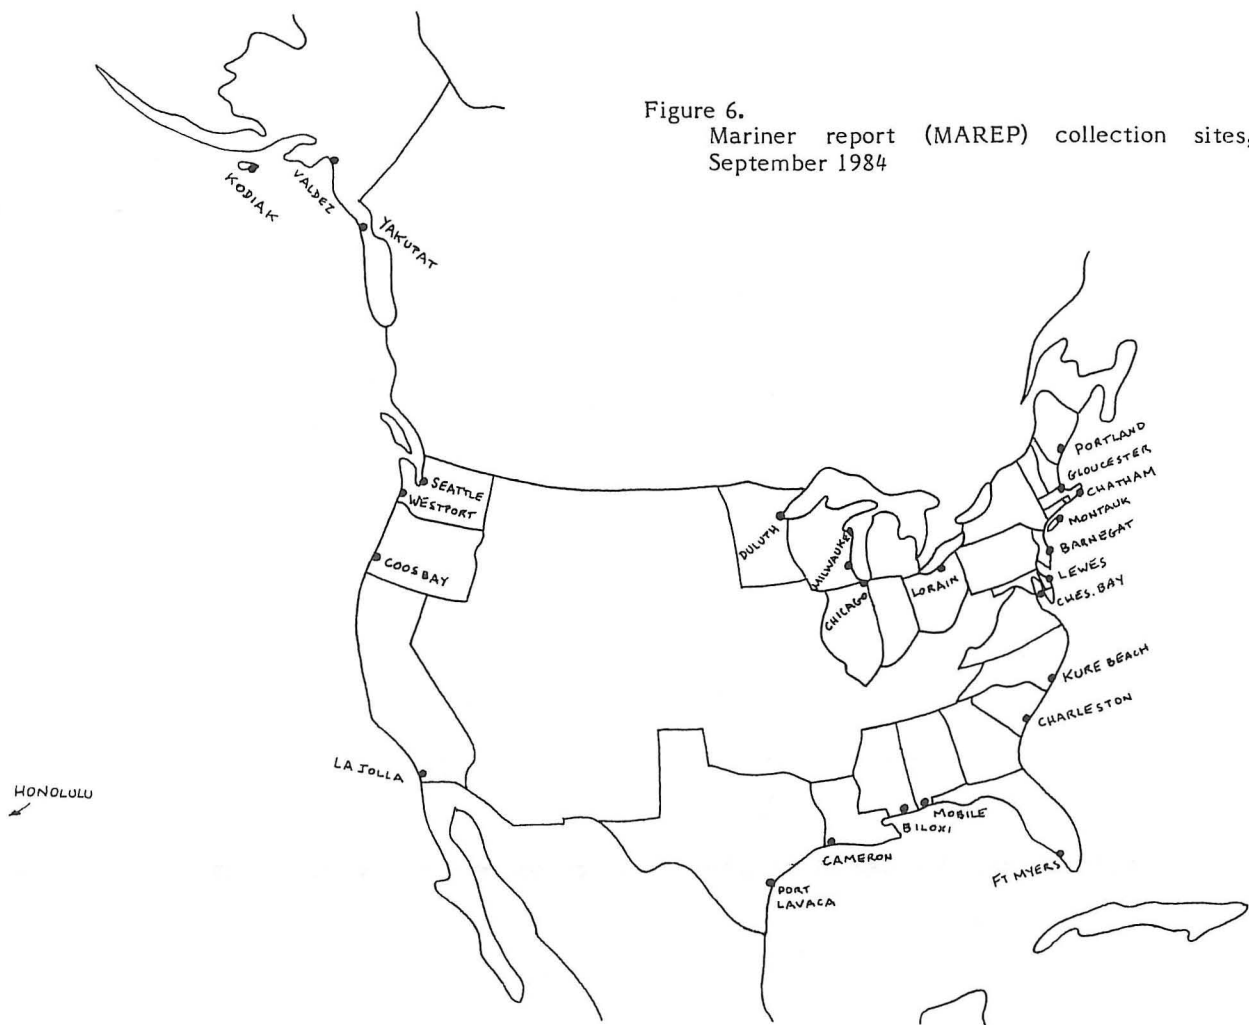 Figure 6.
Mariner report (MAREP) collection sites,
September 1984
KODIAK
VALDEZ
YAKUTAT
SEATTLE
WESTPORT
COOS BAY
LA JOLLA
HONOLULU
DULUTH
MILWAUKEE
CHICAGO
LORAIN
PORTLAND
GLOUCESTER
CHATHAM
MONTAUK
BARNEGAT
LEWES
CHES. BAY
KURE BEACH
CHARLESTON
MOBILE
BILOXI
CAMERON
FT MYERS
PORT
LAVACA